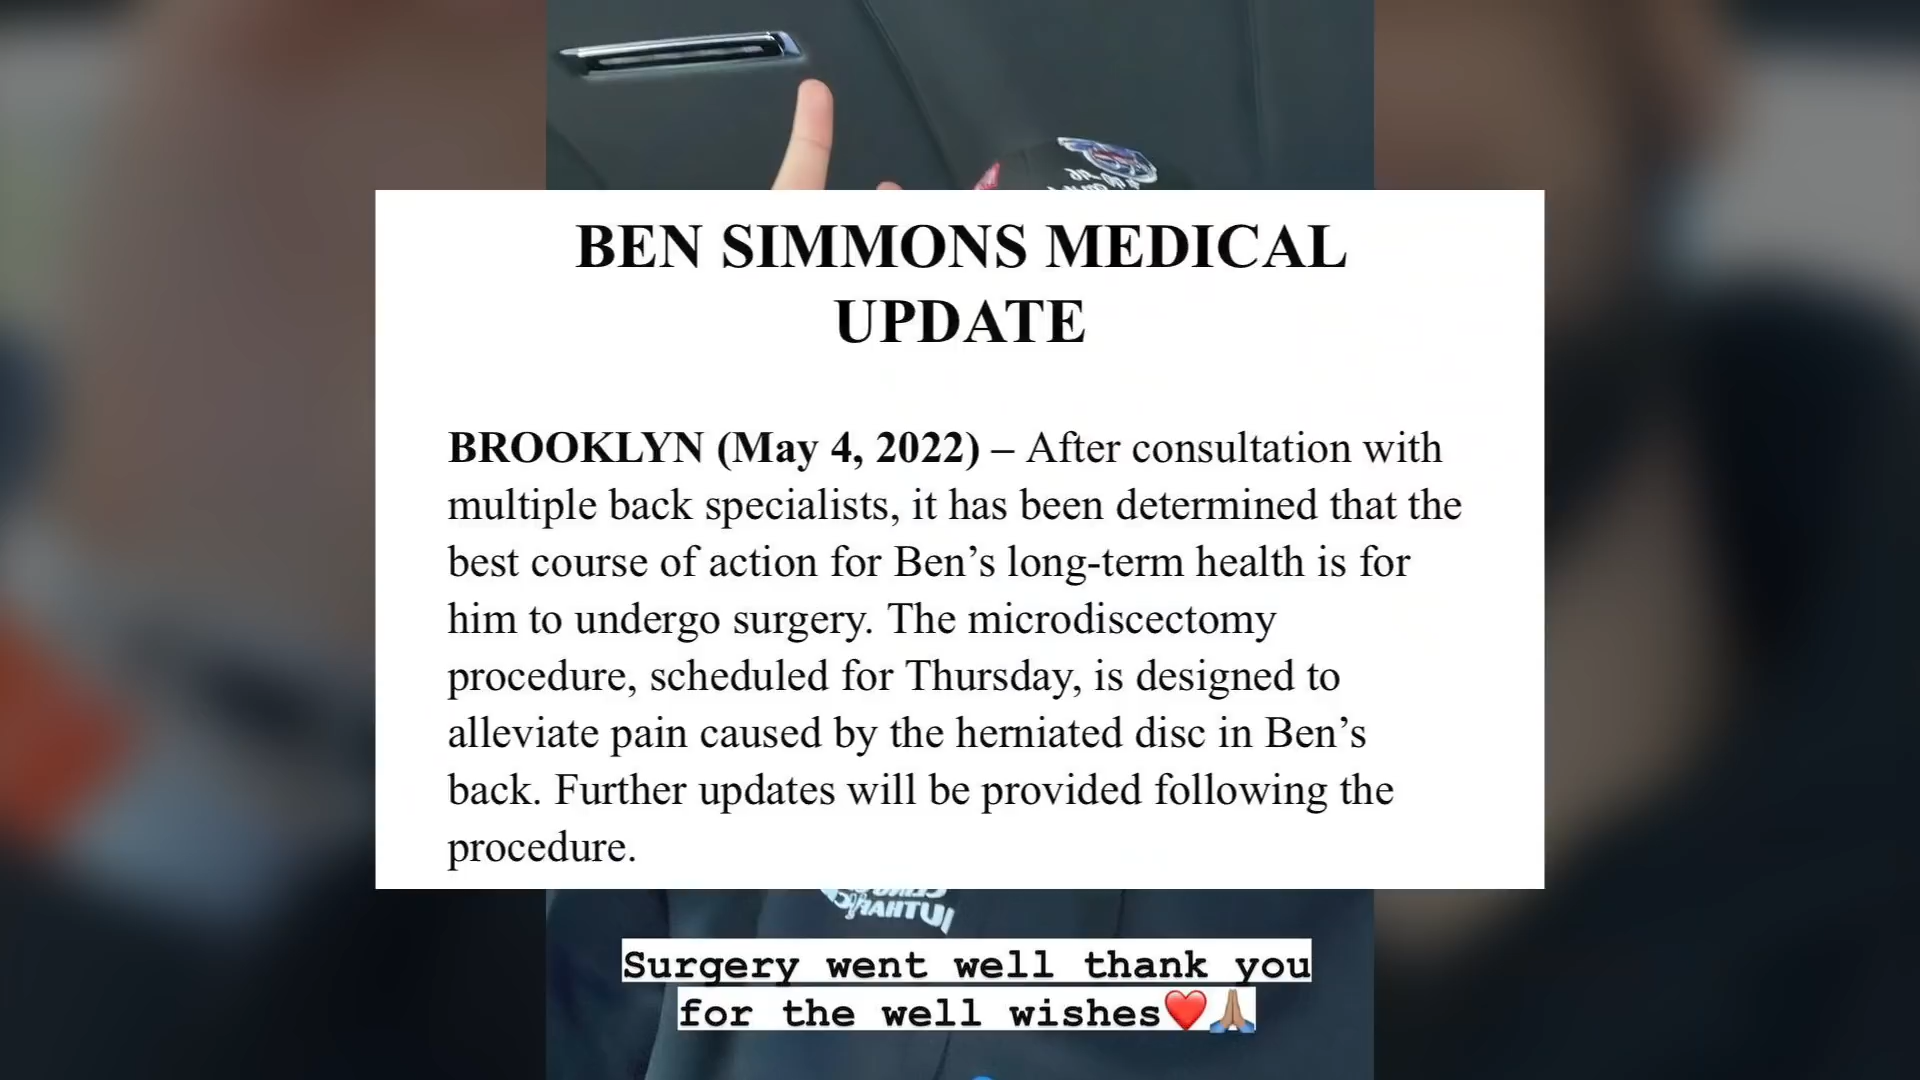 BEN SIMMONS MEDICAL
UPDATE
BROOKLYN (May 4, 2022) – After consultation with
multiple back specialists, it has been determined that the
best course of action for Ben’s long-term health is for
him to undergo surgery. The microdiscectomy
procedure, scheduled for Thursday, is designed to
alleviate pain caused by the herniated disc in Ben’s
back. Further updates will be provided following the
procedure.
Surgery went well thank you
for the well wishes❤️🙏🏽